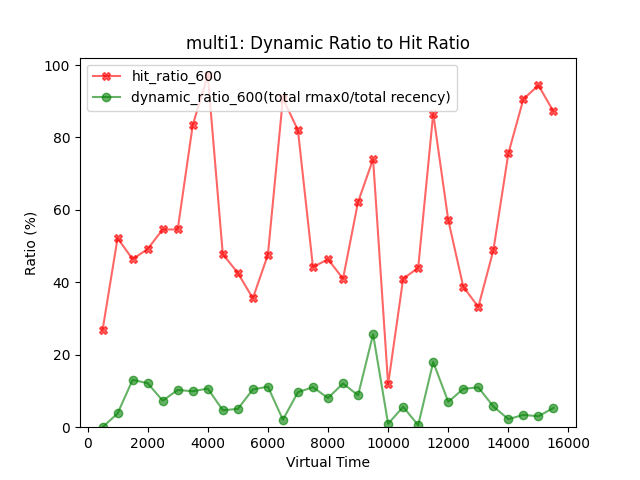 multi1: Dynamic Ratio to Hit Ratio
hit_ratio_600
dynamic_ratio_600(total rmax0/total recency)
Ratio (%)
100
80
60
40
20
0
0 2000 4000 6000 8000 10000 12000 14000 16000
Virtual Time